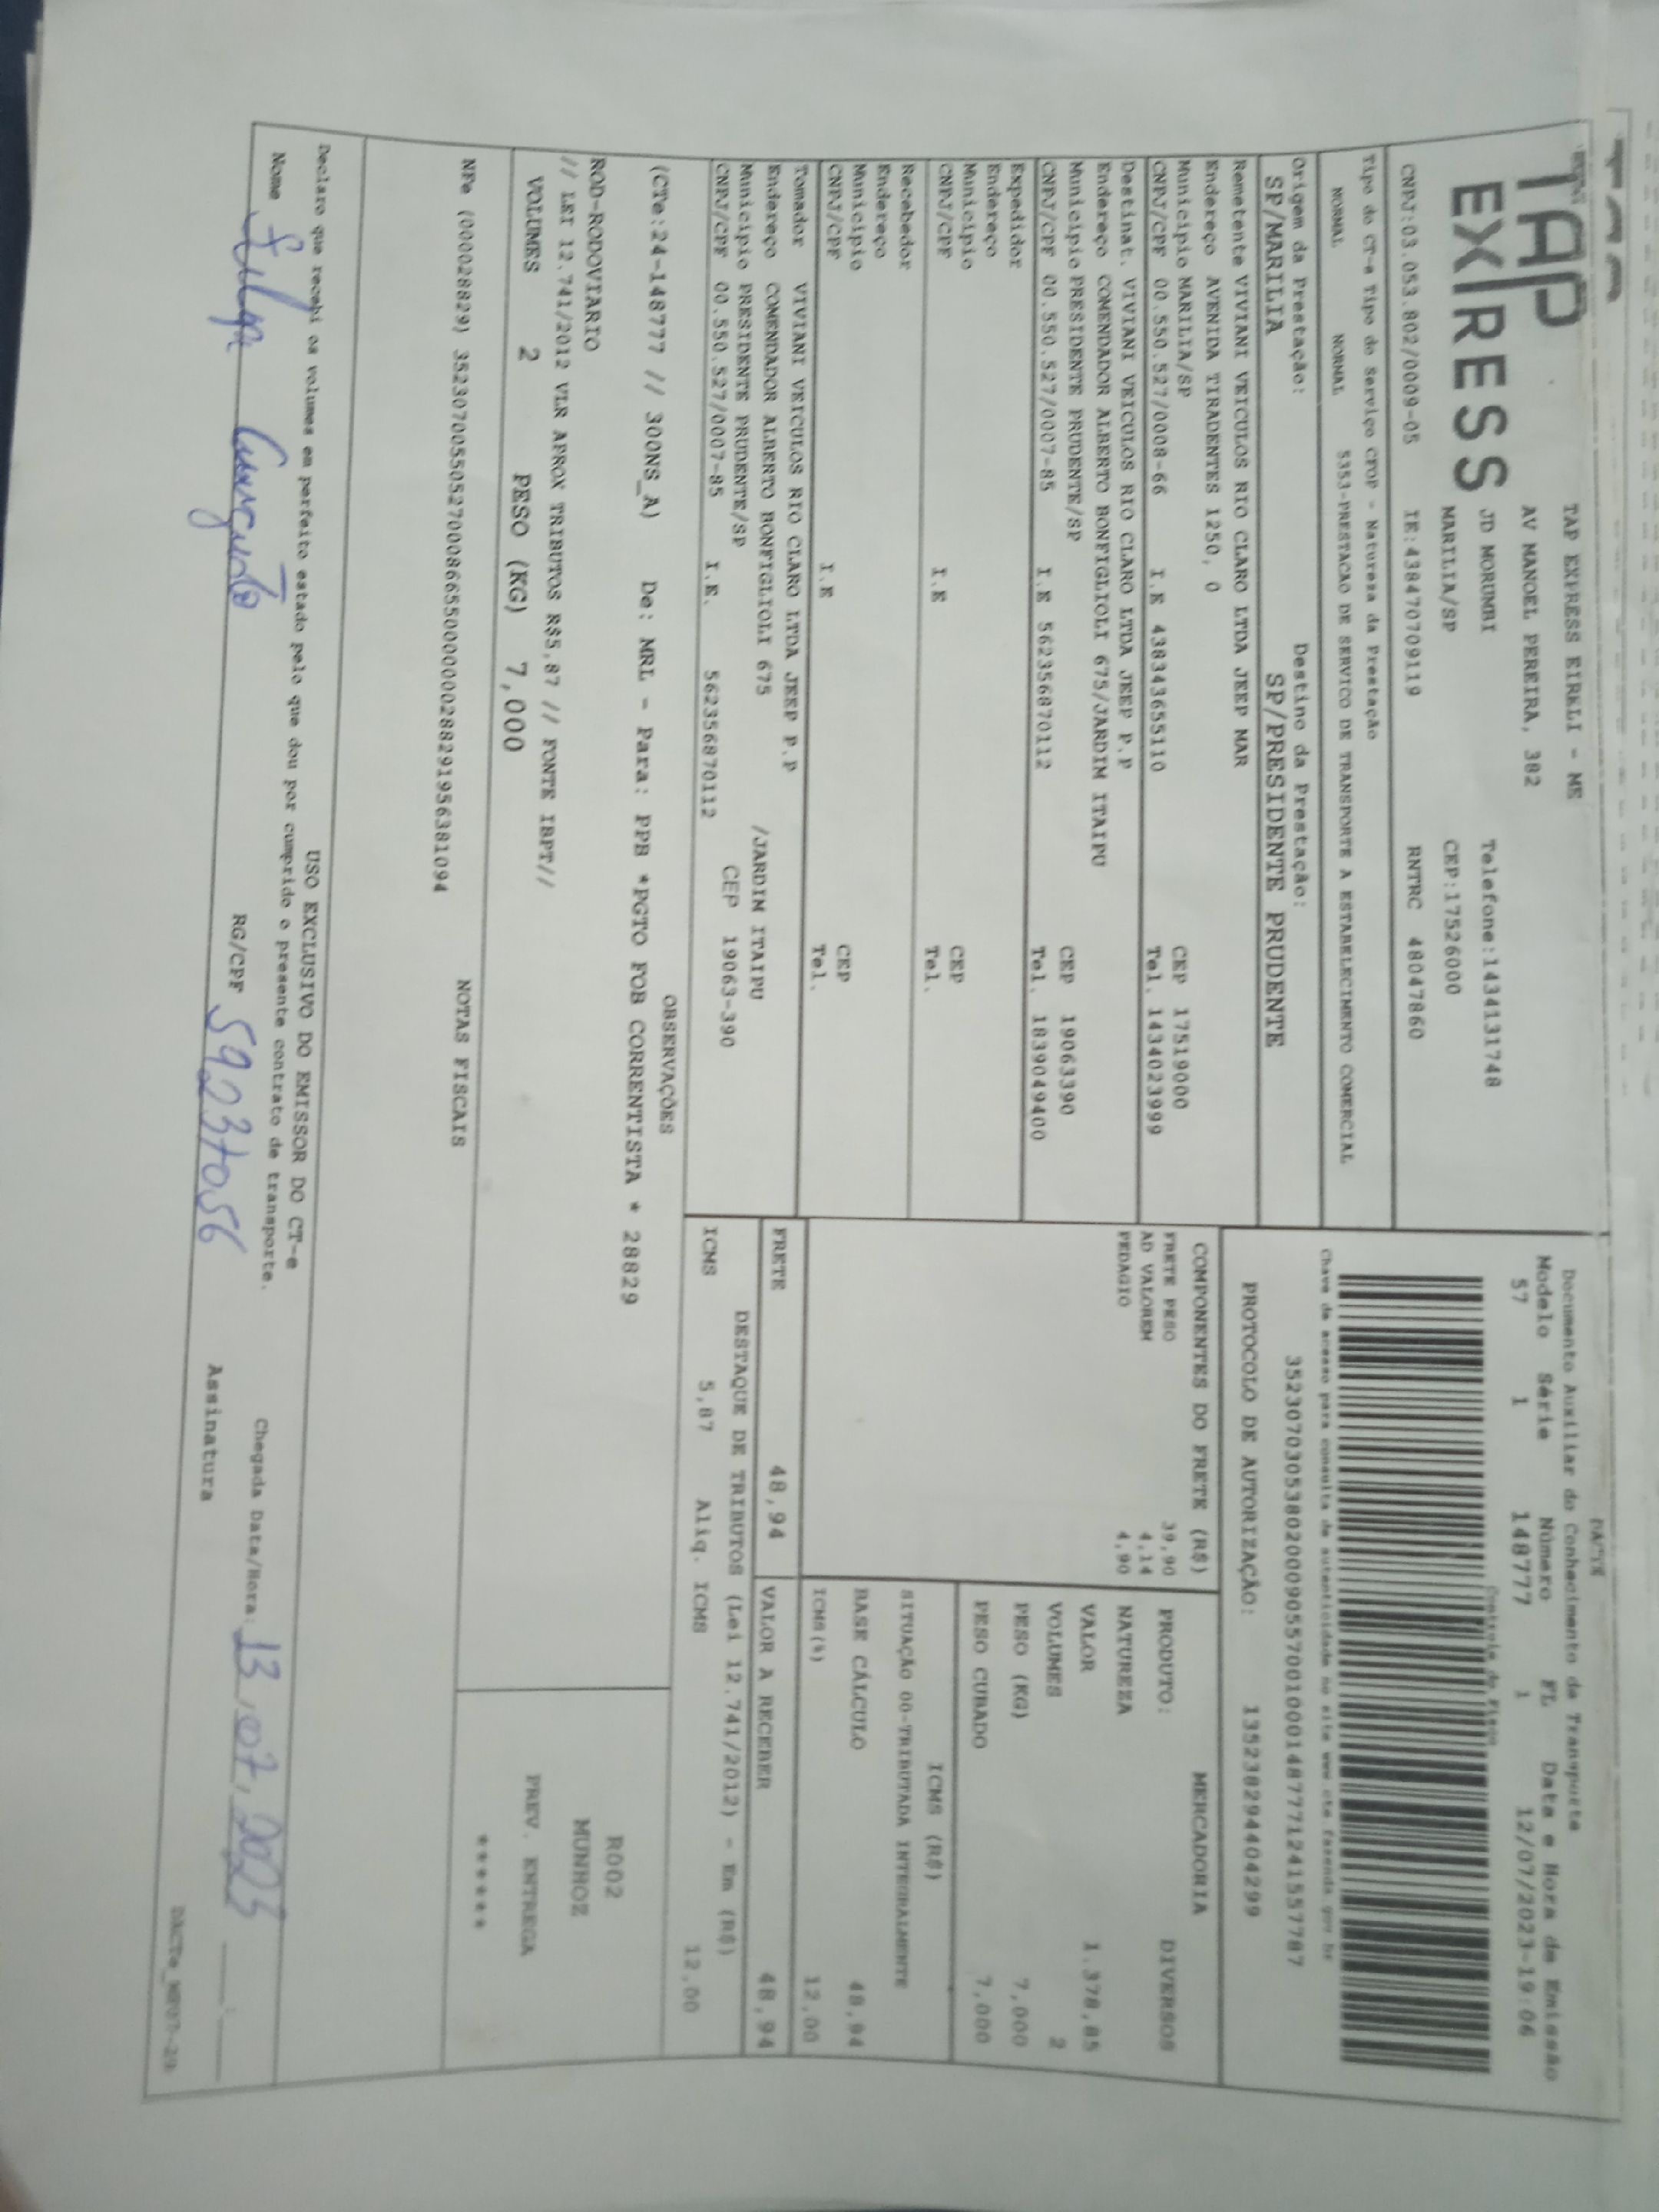 TAP
EXPRESS
TAP EXPRESS EIRELI - ME
AV MANOEL PEREIRA, 382
JD MORUMBI Telefone:1434131748
MARILIA/SP CEP:17526000
CNPJ:03.053.802/0009-05 IE:438470709119 RNTRC 48047860
DACTE
Documento Auxiliar do Conhecimento de Transporte
Modelo Série Número FL Data e Hora de Emissão
57 1 148777 1 12/07/2023-19:06
Controle do Fisco
Chave de acesso para consulta de autenticidade no site www.cte.fazenda.gov.br
35230703053802000905570010001487771241557787
PROTOCOLO DE AUTORIZAÇÃO: 135238294404299
Tipo do CT-e Tipo do Serviço CFOP - Natureza da Prestação
NORMAL NORMAL 5353-PRESTACAO DE SERVICO DE TRANSPORTE A ESTABELECIMENTO COMERCIAL
Origem da Prestação: Destino da Prestação:
SP/MARILIA SP/PRESIDENTE PRUDENTE
Remetente VIVIANI VEICULOS RIO CLARO LTDA JEEP MAR
Endereço AVENIDA TIRADENTES 1250, 0
Município MARILIA/SP CEP 17519000
CNPJ/CPF 00.550.527/0008-66 I.E 438343655110 Tel. 1434023999
Destinat. VIVIANI VEICULOS RIO CLARO LTDA JEEP P.P
Endereço COMENDADOR ALBERTO BONFIGLIOLI 675/JARDIM ITAIPU
Município PRESIDENTE PRUDENTE/SP CEP 19063390
CNPJ/CPF 00.550.527/0007-85 I.E 562356870112 Tel. 1839049400
Expedidor
Endereço
Município CEP
CNPJ/CPF I.E Tel.
Recebedor
Endereço
Município CEP
CNPJ/CPF I.E Tel.
Tomador VIVIANI VEICULOS RIO CLARO LTDA JEEP P.P
Endereço COMENDADOR ALBERTO BONFIGLIOLI 675 /JARDIM ITAIPU
Município PRESIDENTE PRUDENTE/SP CEP 19063-390
CNPJ/CPF 00.550.527/0007-85 I.E. 562356870112
COMPONENTES DO FRETE (R$)
FRETE PESO 39,90
AD VALOREM 4,14
PEDAGIO 4,90
MERCADORIA
PRODUTO: DIVERSOS
NATUREZA
VALOR 1.378,85
VOLUMES 2
PESO (KG) 7,000
PESO CUBADO 7,000
ICMS (R$)
SITUAÇÃO 00-TRIBUTADA INTEGRALMENTE
BASE CÁLCULO 48,94
ICMS(%) 12,00
FRETE 48,94 VALOR A RECEBER 48,94
DESTAQUE DE TRIBUTOS (Lei 12.741/2012) - Em (R$)
ICMS 5,87 Aliq. ICMS 12,00
OBSERVAÇÕES
(CTe:24-148777 // 300NS_A) De: MRL - Para: PPB *PGTO FOB CORRENTISTA * 28829
ROD-RODOVIARIO
// LEI 12.741/2012 VLR APROX TRIBUTOS R$5,87 // FONTE IBPT//
VOLUMES 2 PESO (KG) 7,000
R002
MUNHOZ
PREV. ENTREGA
******
NOTAS FISCAIS
NFe (000028829) 35230700550527000866550000000288291956381094
USO EXCLUSIVO DO EMISSOR DO CT-e
Declaro que recebi os volumes em perfeito estado pelo que dou por cumprido o presente contrato de transporte.
Nome RG/CPF 59237056 Assinatura
Chegada Data/Hora: 13,07,2023 __:__